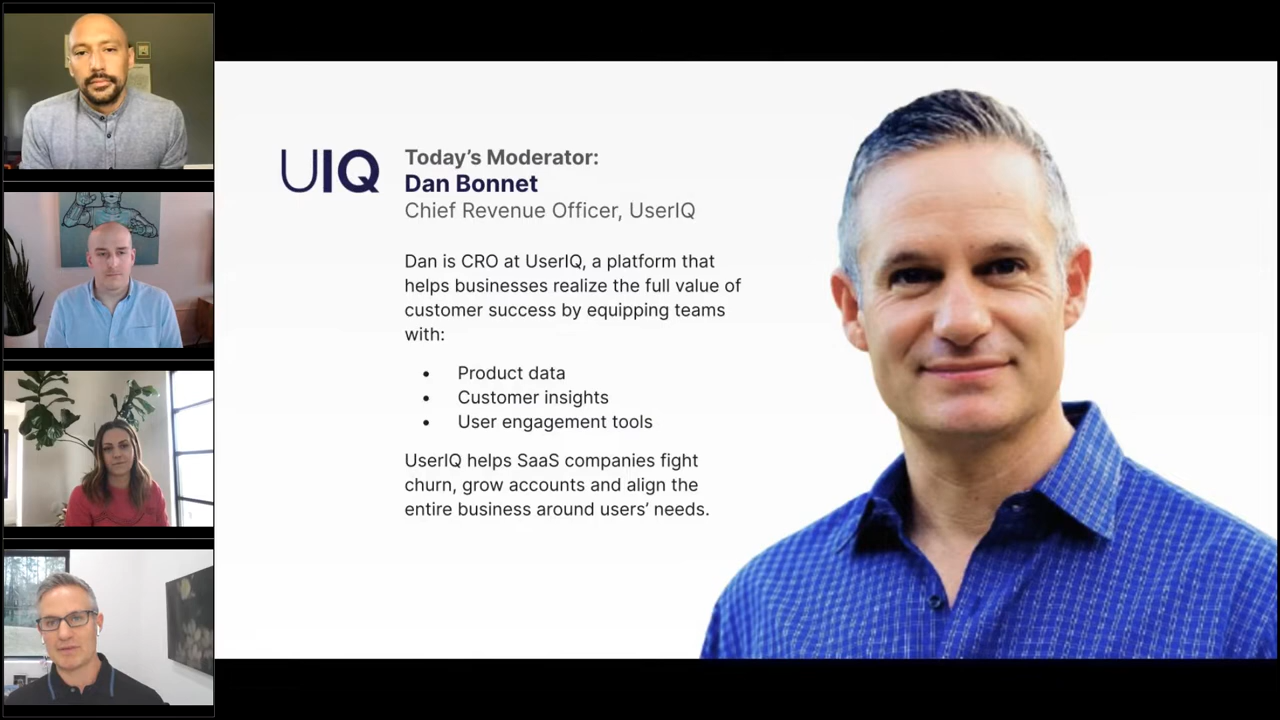 UIQ
Today's Moderator:
Dan Bonnet
Chief Revenue Officer, UserIQ
Dan is CRO at UserIQ, a platform that
helps businesses realize the full value of
customer success by equipping teams
with:
• Product data
• Customer insights
• User engagement tools
UserIQ helps SaaS companies fight
churn, grow accounts and align the
entire business around users' needs.